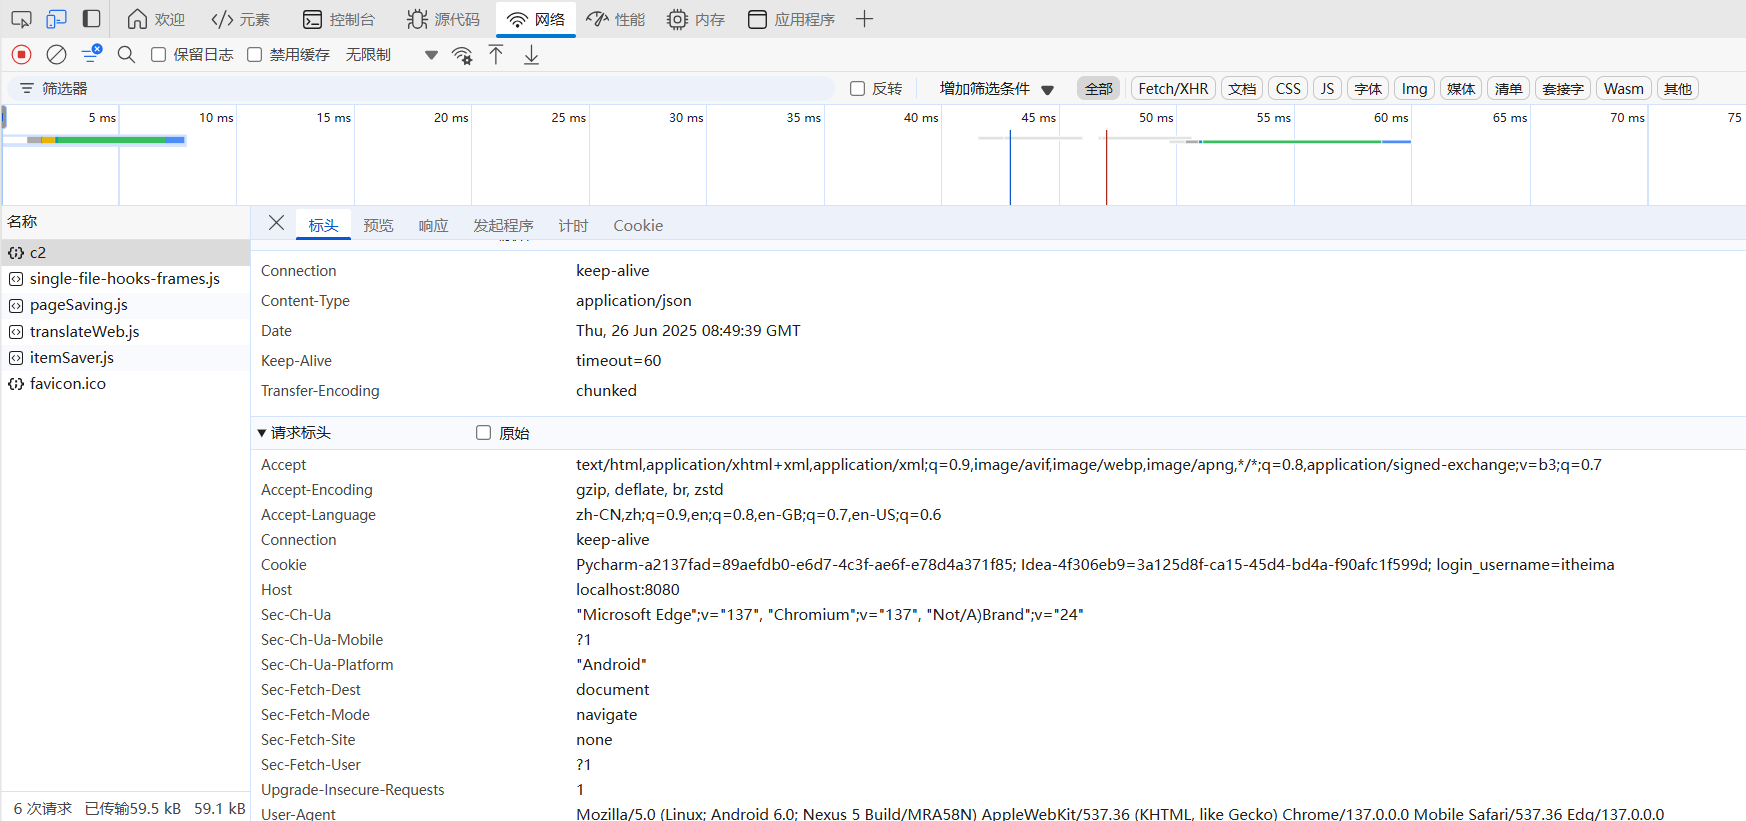 欢迎 元素 控制台 源代码 网络 性能 内存 应用程序
保留日志 禁用缓存 无限制
筛选器 反转 增加筛选条件 全部 Fetch/XHR 文档 CSS JS 字体 Img 媒体 清单 套接字 Wasm 其他
5 ms 10 ms 15 ms 20 ms 25 ms 30 ms 35 ms 40 ms 45 ms 50 ms 55 ms 60 ms 65 ms 70 ms 75
名称
c2
single-file-hooks-frames.js
pageSaving.js
translateWeb.js
itemSaver.js
favicon.ico
6 次请求 已传输59.5 kB 59.1 kB
标头 预览 响应 发起程序 计时 Cookie
Connection keep-alive
Content-Type application/json
Date Thu, 26 Jun 2025 08:49:39 GMT
Keep-Alive timeout=60
Transfer-Encoding chunked
请求标头 原始
Accept text/html,application/xhtml+xml,application/xml;q=0.9,image/avif,image/webp,image/apng,*/*;q=0.8,application/signed-exchange;v=b3;q=0.7
Accept-Encoding gzip, deflate, br, zstd
Accept-Language zh-CN,zh;q=0.9,en;q=0.8,en-GB;q=0.7,en-US;q=0.6
Connection keep-alive
Cookie Pycharm-a2137fad=89aefdb0-e6d7-4c3f-ae6f-e78d4a371f85; Idea-4f306eb9=3a125d8f-ca15-45d4-bd4a-f90afc1f599d; login_username=itheima
Host localhost:8080
Sec-Ch-Ua "Microsoft Edge";v="137", "Chromium";v="137", "Not/A)Brand";v="24"
Sec-Ch-Ua-Mobile ?1
Sec-Ch-Ua-Platform "Android"
Sec-Fetch-Dest document
Sec-Fetch-Mode navigate
Sec-Fetch-Site none
Sec-Fetch-User ?1
Upgrade-Insecure-Requests 1
User-Agent Mozilla/5.0 (Linux; Android 6.0; Nexus 5 Build/MRA58N) AppleWebKit/537.36 (KHTML, like Gecko) Chrome/137.0.0.0 Mobile Safari/537.36 Edg/137.0.0.0